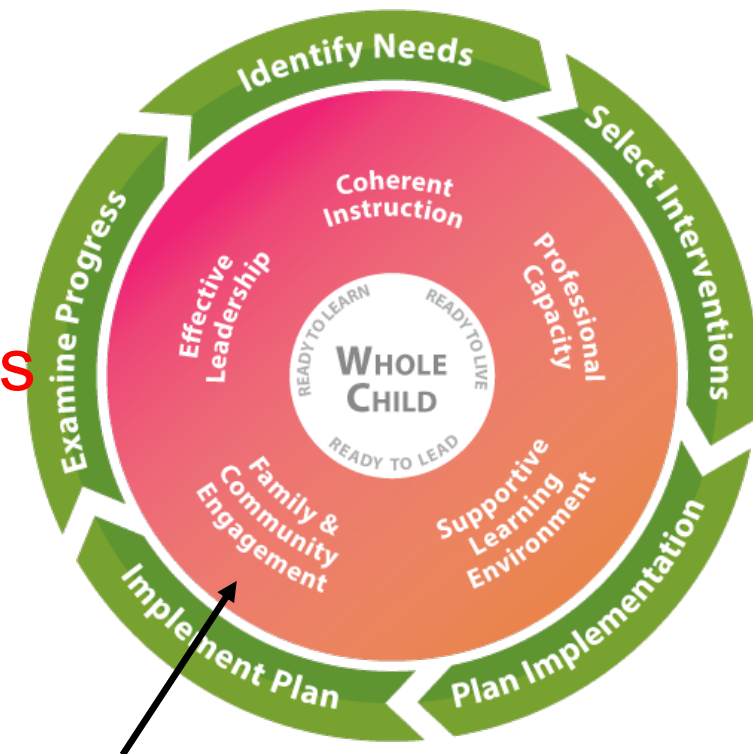 Identify Needs
Select Interventions
Plan Implementation
Implement Plan
Examine Progress
S
Coherent
Instruction
Professional
Capacity
Supportive
Learning
Environment
Family &
Community
Engagement
Effective
Leadership
READY TO LEARN
READY TO LIVE
READY TO LEAD
WHOLE
CHILD